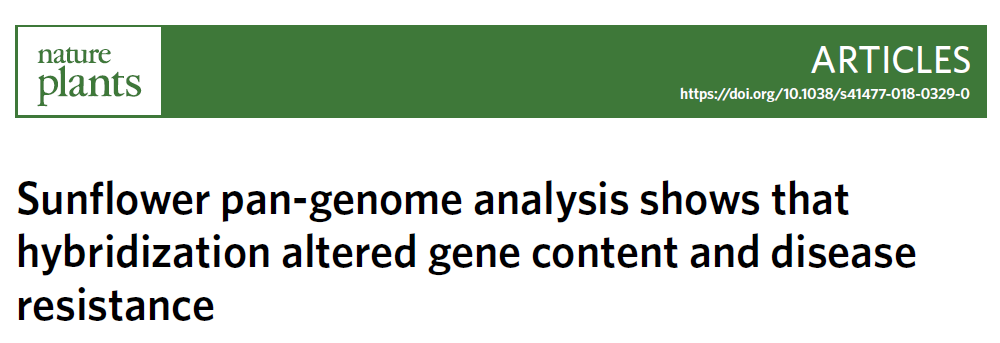 nature
plants
ARTICLES
https://doi.org/10.1038/s41477-018-0329-0
Sunflower pan-genome analysis shows that
hybridization altered gene content and disease
resistance